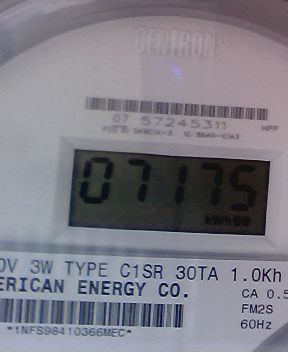 CENTRON
07 57245311
HPP
07175
kWh
0V 3W TYPE C1SR 30TA 1.0Kh
ERICAN ENERGY CO.
CA 0.5
FM2S
60Hz
*1NFS98410366MEC*